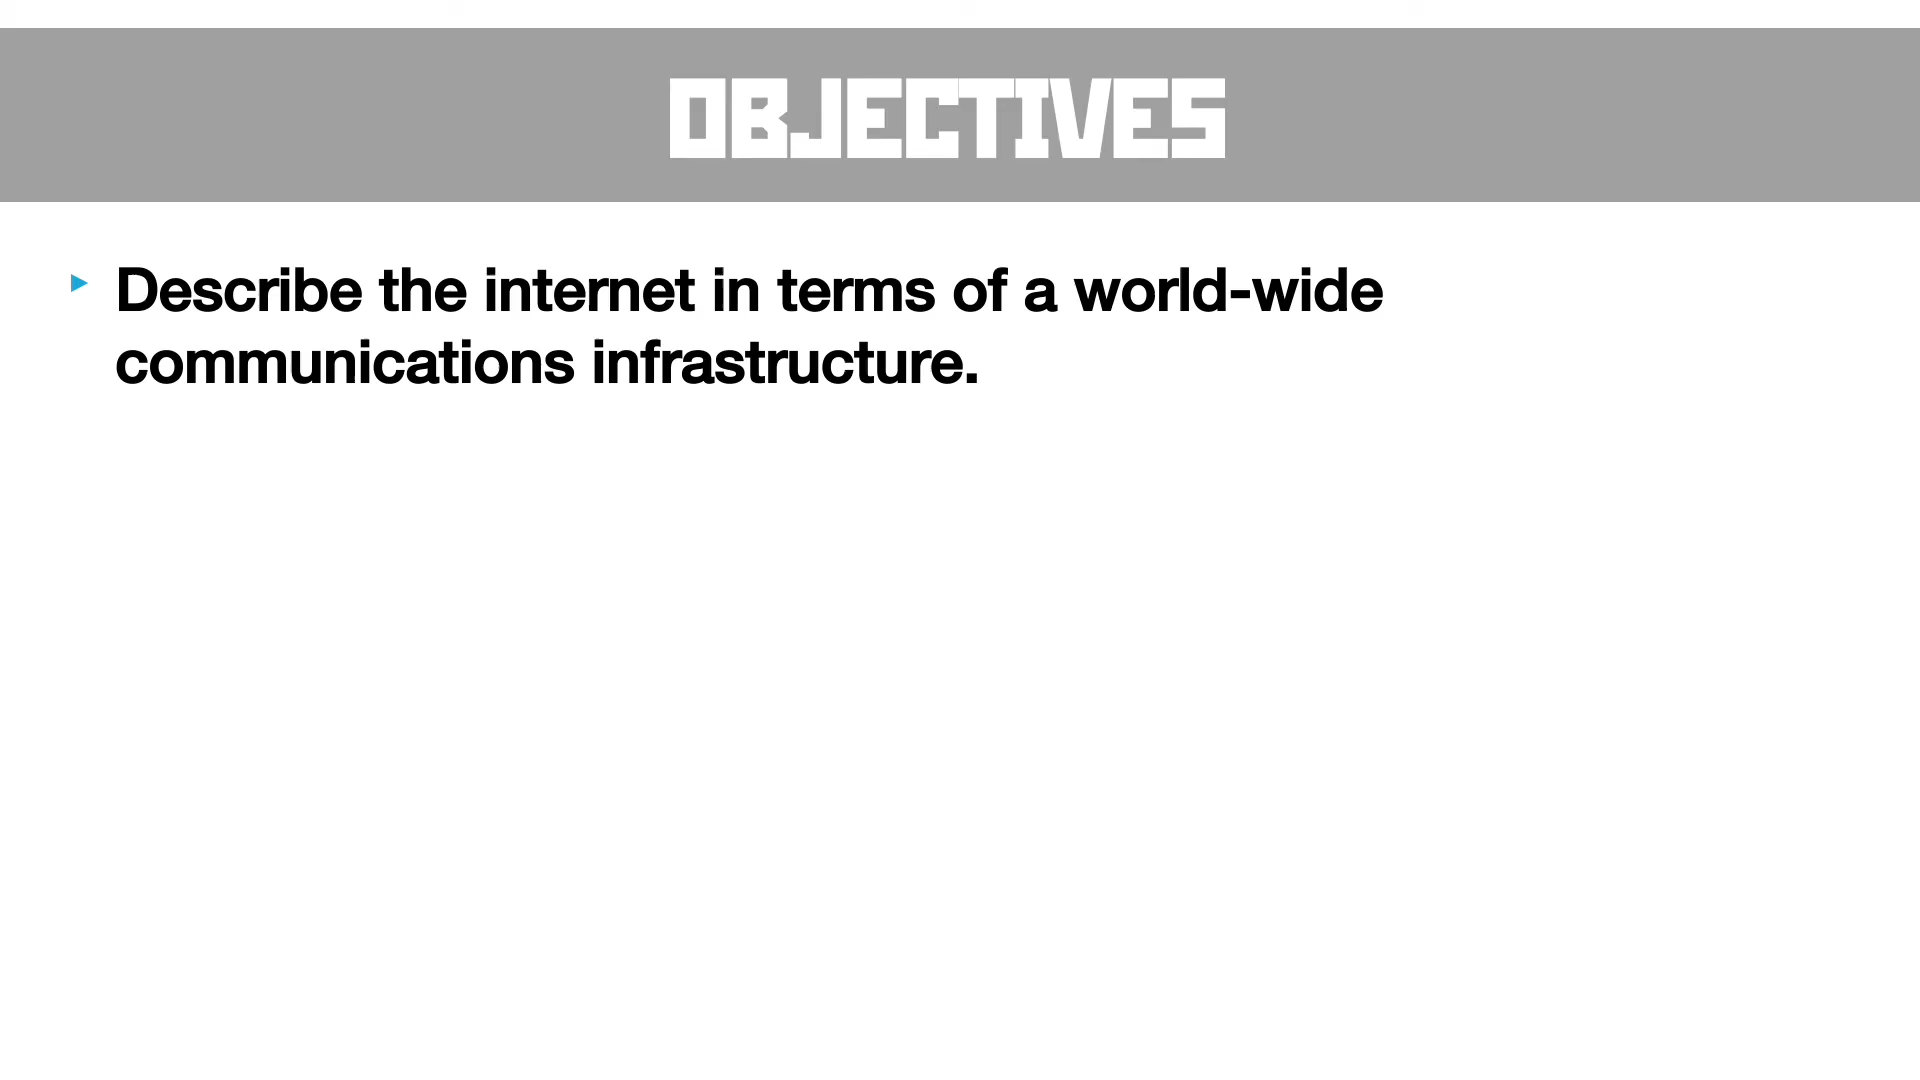 OBJECTIVES
Describe the internet in terms of a world-wide
communications infrastructure.